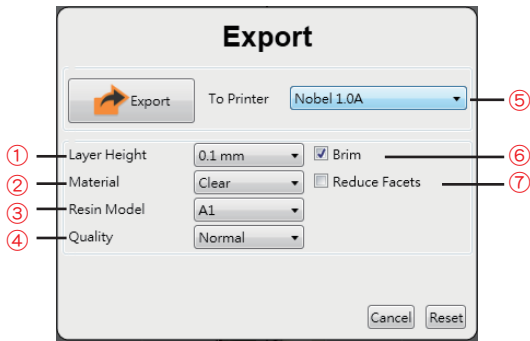 Export
Export To Printer Nobel 1.0A ⑤
① Layer Height 0.1 mm Brim ⑥
② Material Clear Reduce Facets ⑦
③ Resin Model A1
④ Quality Normal
Cancel Reset